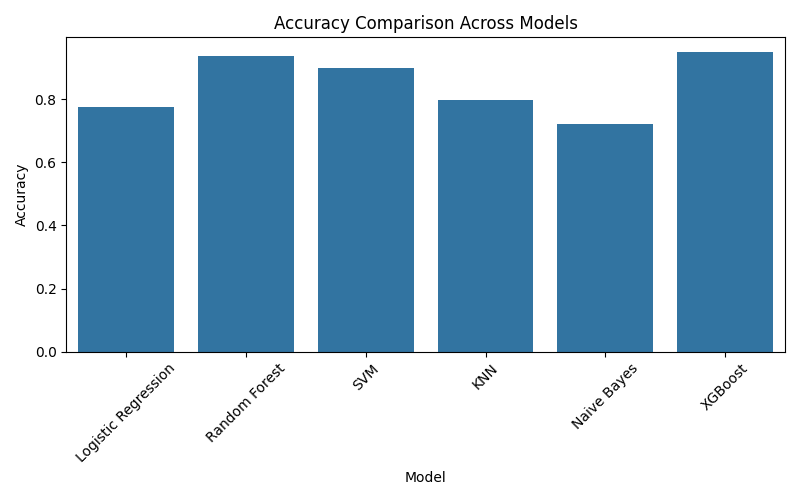 Accuracy Comparison Across Models
Accuracy
0.8
0.6
0.4
0.2
0.0
Logistic Regression
Random Forest
SVM
KNN
Naive Bayes
XGBoost
Model